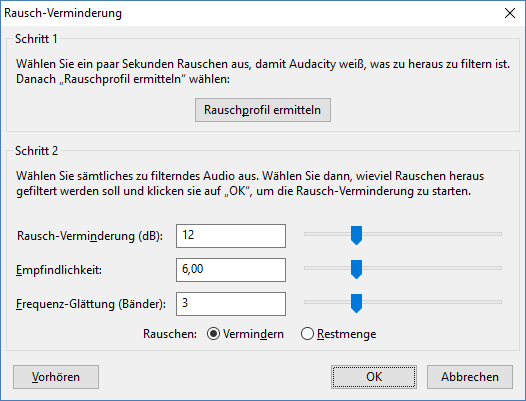 Rausch-Verminderung
Schritt 1
Wählen Sie ein paar Sekunden Rauschen aus, damit Audacity weiß, was zu heraus zu filtern ist.
Danach „Rauschprofil ermitteln“ wählen:
Rauschprofil ermitteln
Schritt 2
Wählen Sie sämtliches zu filterndes Audio aus. Wählen Sie dann, wieviel Rauschen heraus
gefiltert werden soll und klicken sie auf „OK“, um die Rausch-Verminderung zu starten.
Rausch-Verminderung (dB): 12
Empfindlichkeit: 6,00
Frequenz-Glättung (Bänder): 3
Rauschen: Vermindern Restmenge
Vorhören OK Abbrechen